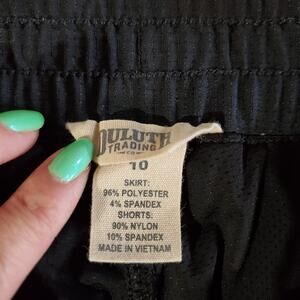 DULUTH
TRADING
CO
10
SKIRT:
96% POLYESTER
4% SPANDEX
SHORTS:
90% NYLON
10% SPANDEX
MADE IN VIETNAM